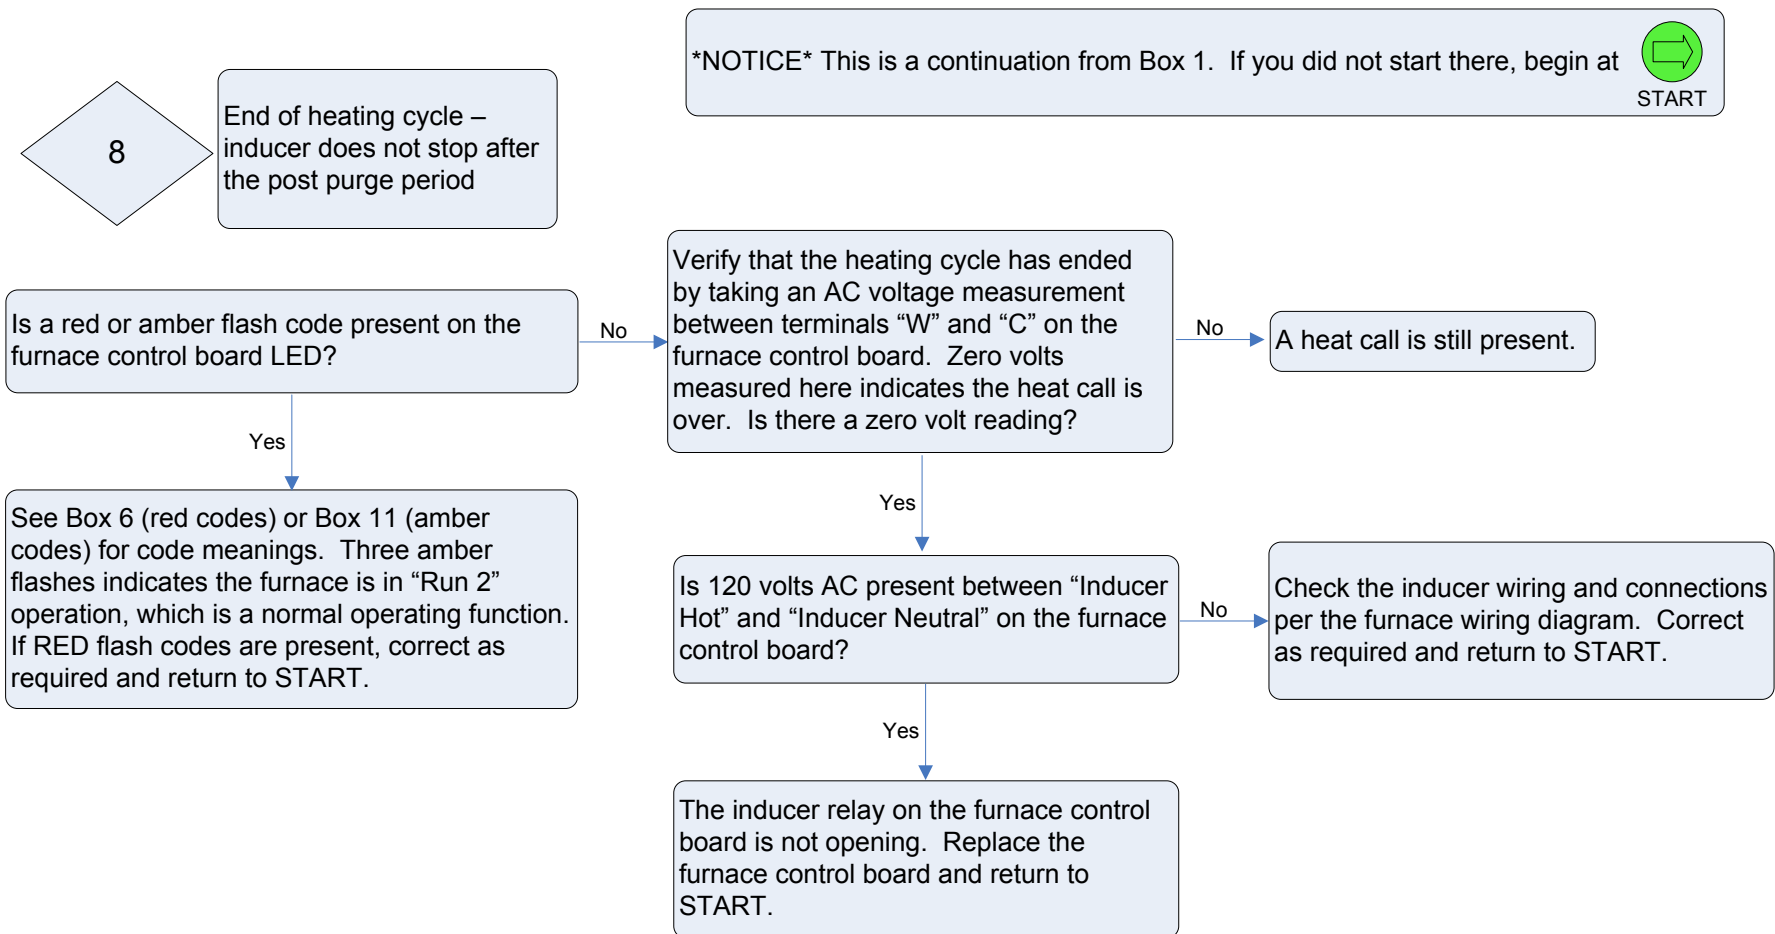 *NOTICE* This is a continuation from Box 1.  If you did not start there, begin at
START
8
End of heating cycle –
inducer does not stop after
the post purge period
Is a red or amber flash code present on the
furnace control board LED?
No
Verify that the heating cycle has ended
by taking an AC voltage measurement
between terminals “W” and “C” on the
furnace control board.  Zero volts
measured here indicates the heat call is
over.  Is there a zero volt reading?
No
A heat call is still present.
Yes
See Box 6 (red codes) or Box 11 (amber
codes) for code meanings.  Three amber
flashes indicates the furnace is in “Run 2”
operation, which is a normal operating function.
If RED flash codes are present, correct as
required and return to START.
Yes
Is 120 volts AC present between “Inducer
Hot” and “Inducer Neutral” on the furnace
control board?
No
Check the inducer wiring and connections
per the furnace wiring diagram.  Correct
as required and return to START.
Yes
The inducer relay on the furnace control
board is not opening.  Replace the
furnace control board and return to
START.